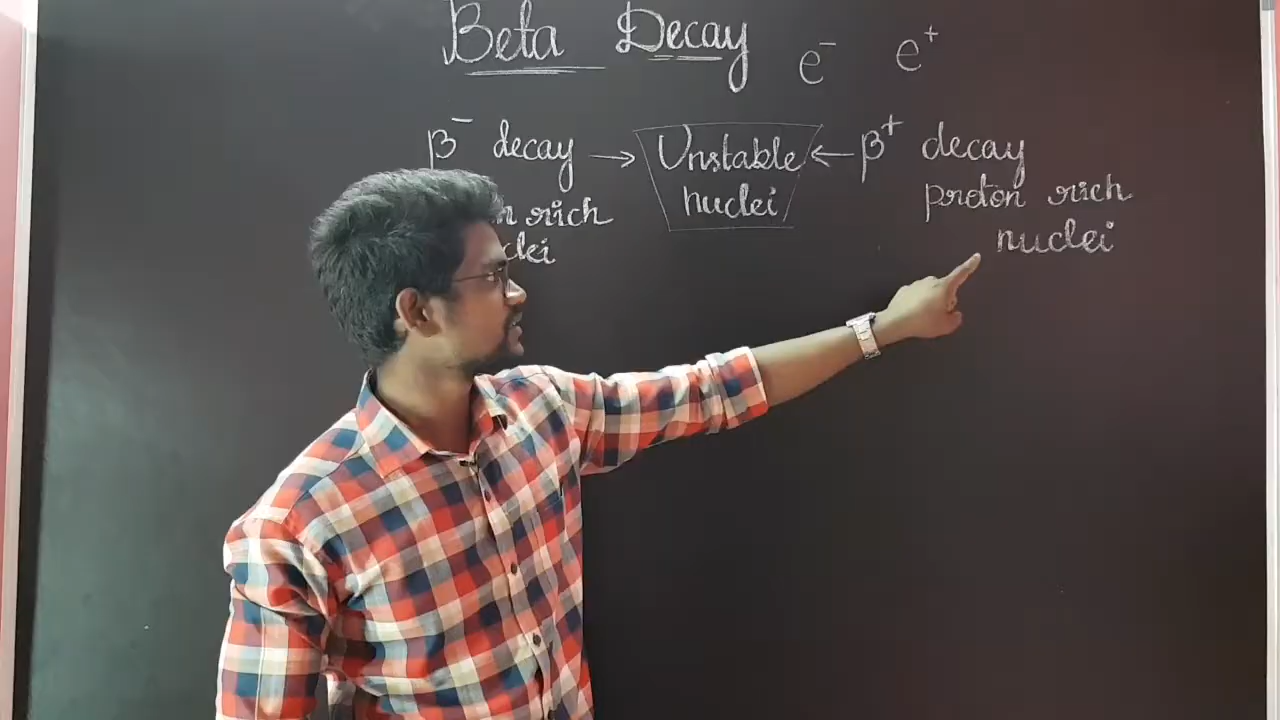 Beta Decay
e⁻ e⁺
β⁻ decay → Unstable nuclei ← β⁺ decay
rich
proton rich
nuclei